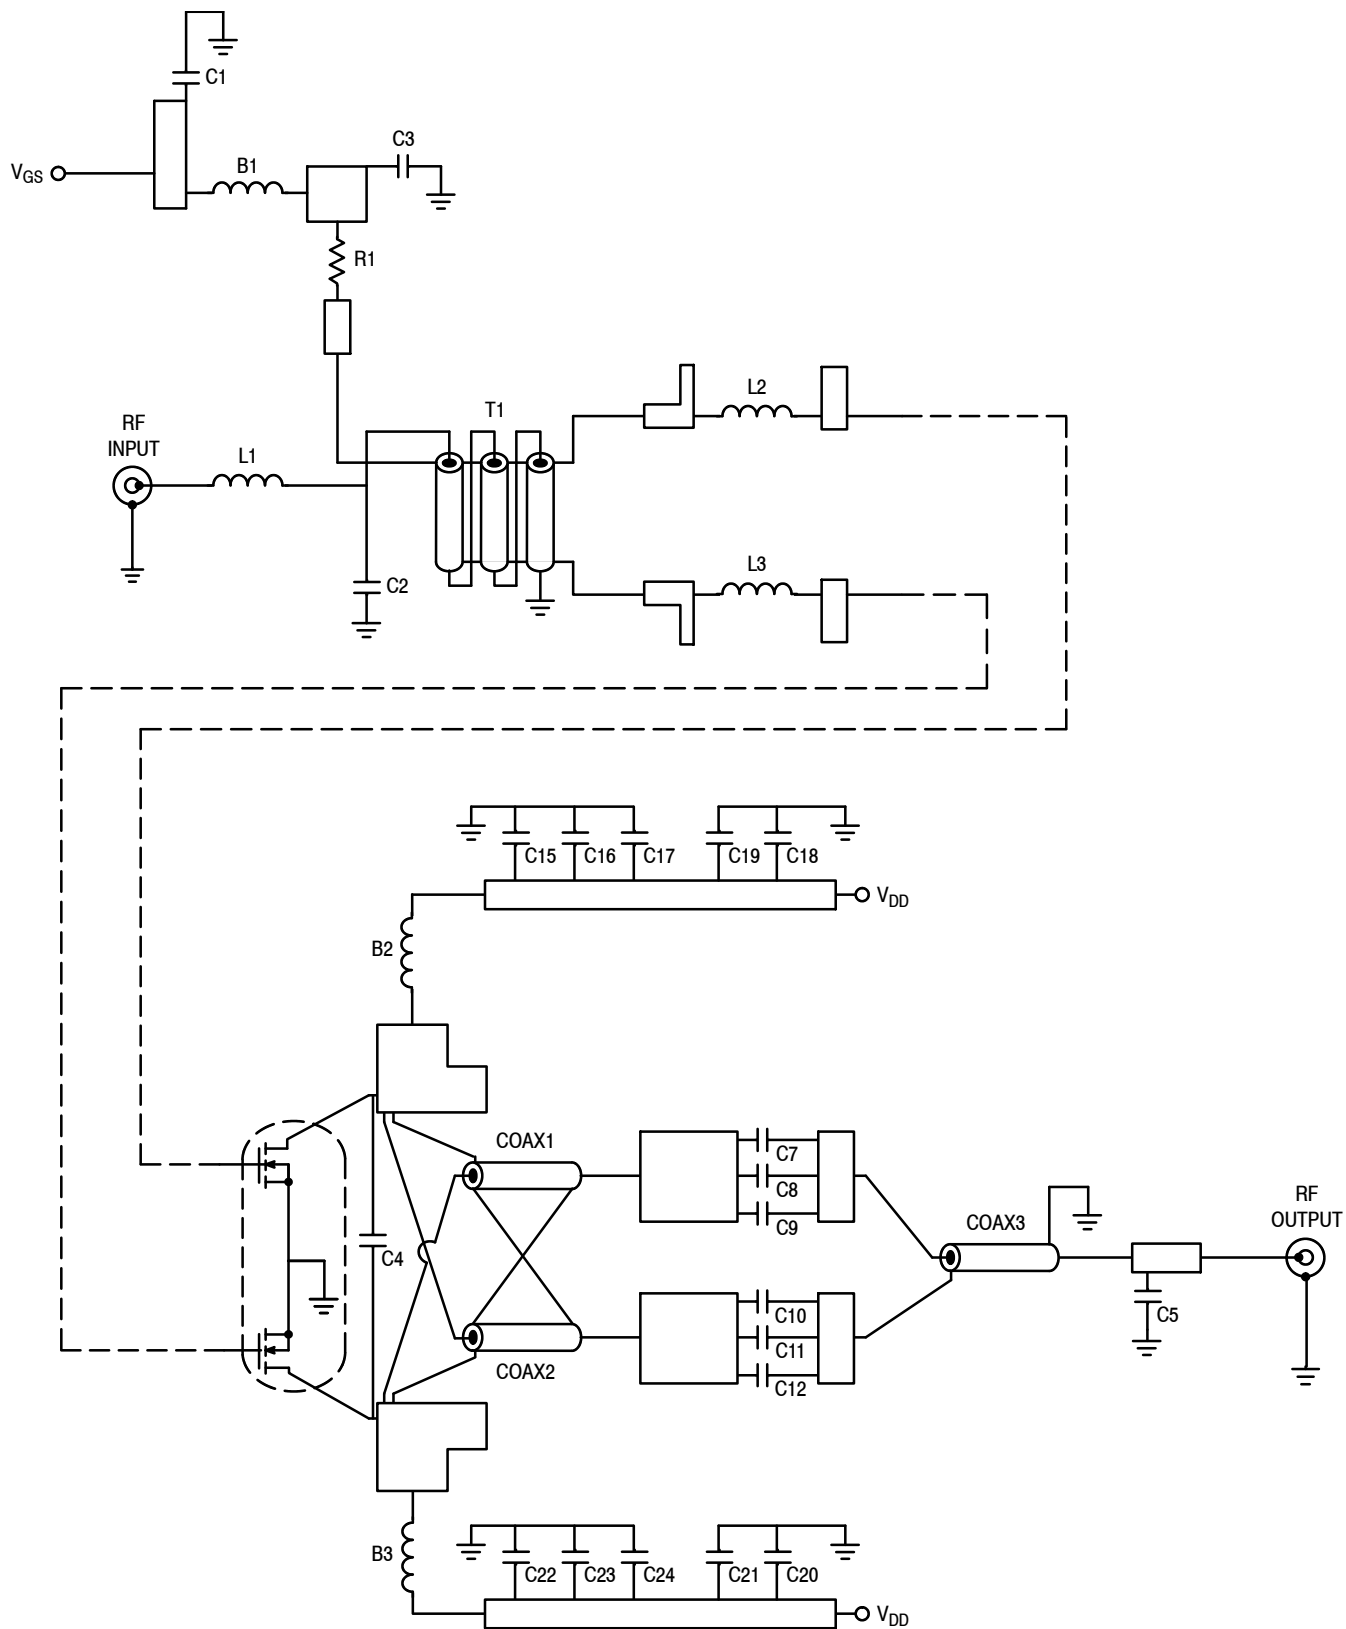 C1
C3
B1
VGS
R1
T1
L2
RF
INPUT
L1
L3
C2
C15
C16
C17
C19
C18
VDD
B2
COAX1
C7
C8
C9
C4
COAX3
RF
OUTPUT
C10
C11
C12
C5
COAX2
B3
C22
C23
C24
C21
C20
VDD